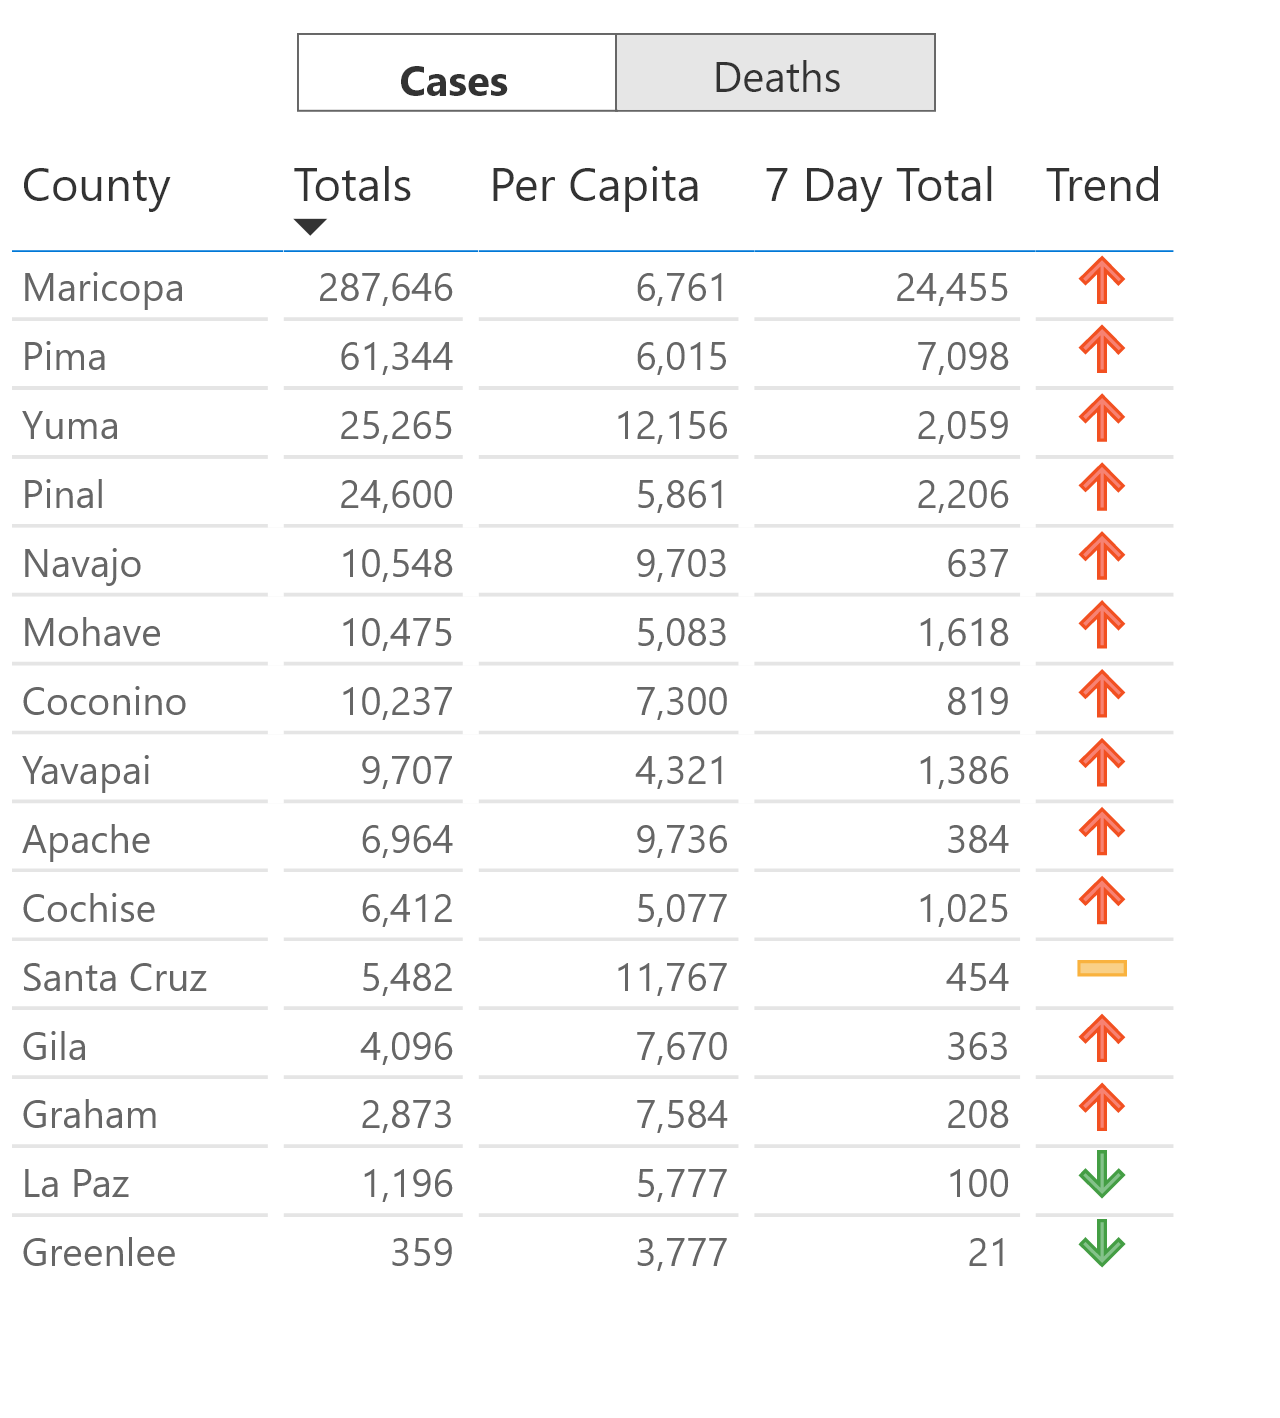 Cases Deaths
County Totals Per Capita 7 Day Total Trend
Maricopa 287,646 6,761 24,455
Pima 61,344 6,015 7,098
Yuma 25,265 12,156 2,059
Pinal 24,600 5,861 2,206
Navajo 10,548 9,703 637
Mohave 10,475 5,083 1,618
Coconino 10,237 7,300 819
Yavapai 9,707 4,321 1,386
Apache 6,964 9,736 384
Cochise 6,412 5,077 1,025
Santa Cruz 5,482 11,767 454
Gila 4,096 7,670 363
Graham 2,873 7,584 208
La Paz 1,196 5,777 100
Greenlee 359 3,777 21